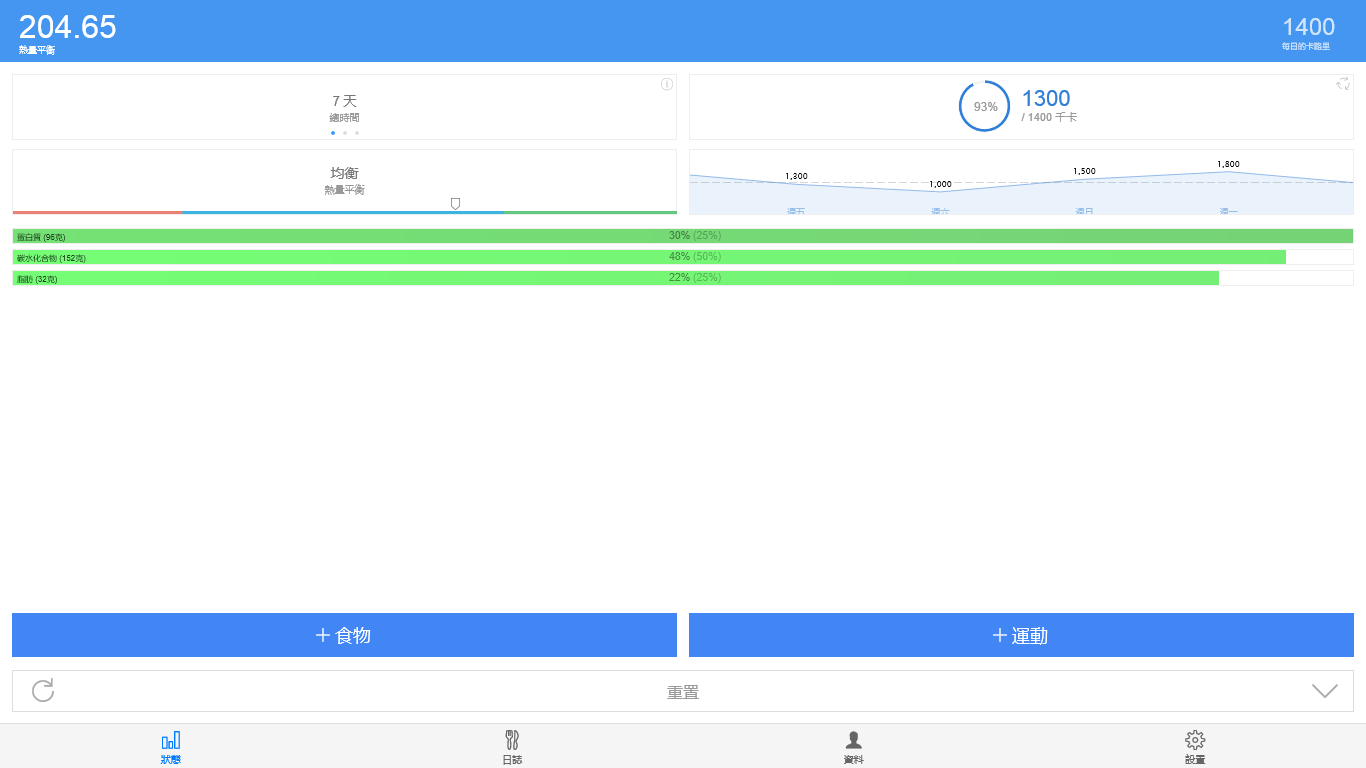 204.65
熱量平衡
1400
每日的卡路里
7 天
總時間
93%
1300
/ 1400 千卡
均衡
熱量平衡
1,300
1,000
1,500
1,800
週五
週六
週日
週一
蛋白質 (95克)
30% (25%)
碳水化合物 (152克)
48% (50%)
脂肪 (32克)
22% (25%)
+ 食物
+ 運動
重置
狀態
日誌
資料
設置